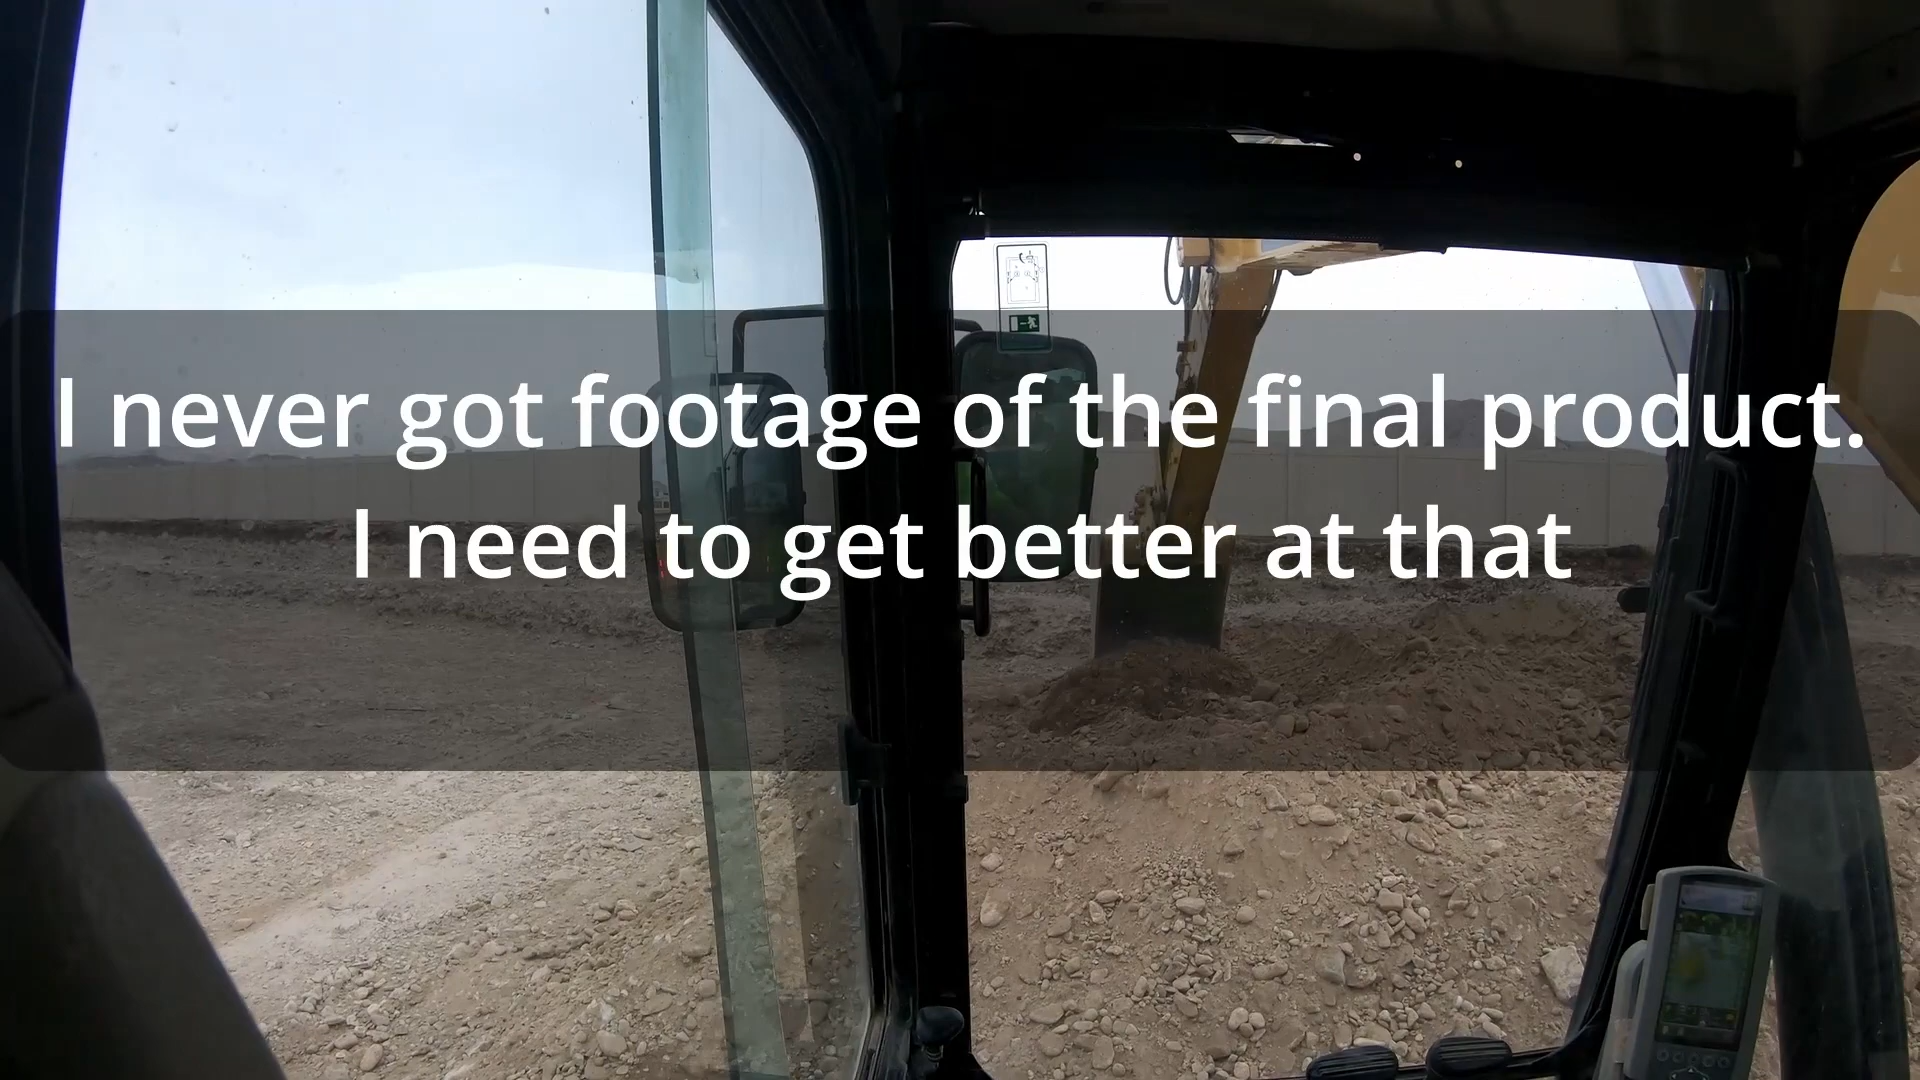 I never got footage of the final product.
I need to get better at that